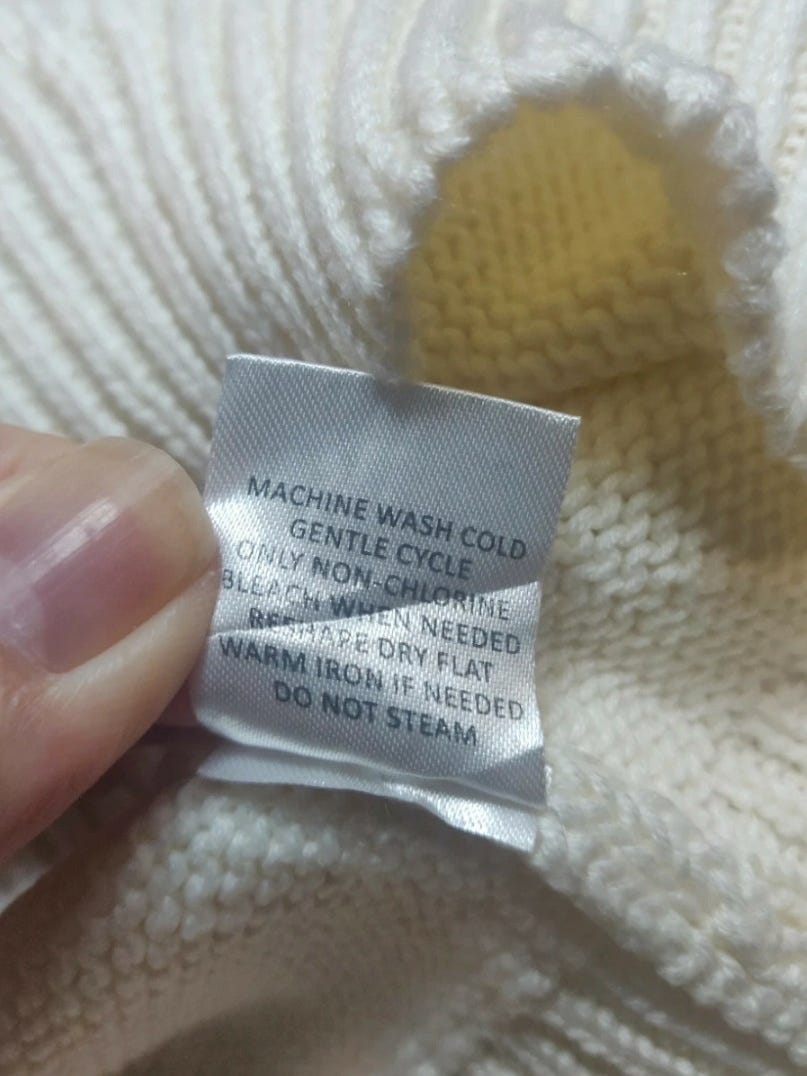 MACHINE WASH COLD
GENTLE CYCLE
ONLY NON-CHLORINE
BLEACH WHEN NEEDED
RESHAPE DRY FLAT
WARM IRON IF NEEDED
DO NOT STEAM